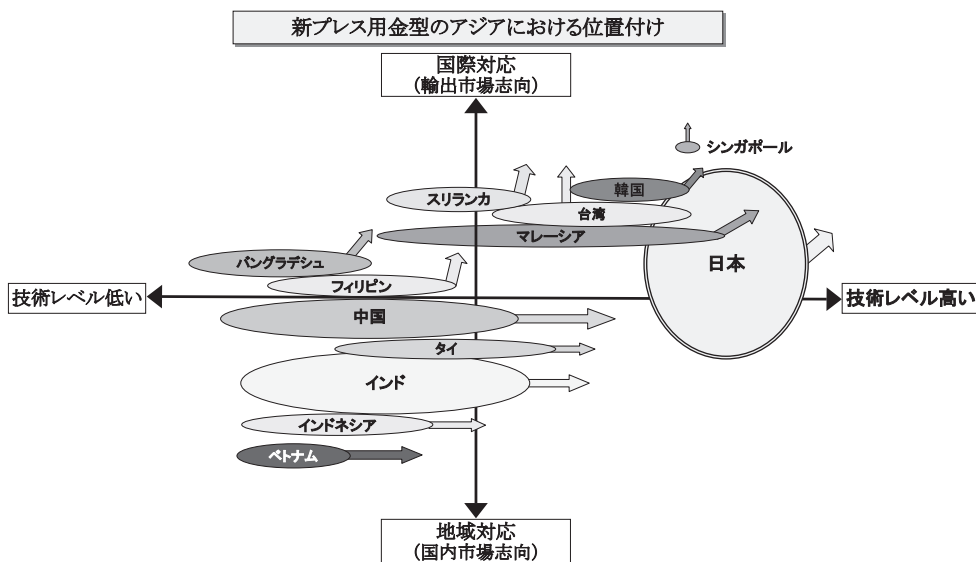 新プレス用金型のアジアにおける位置付け
国際対応
（輸出市場志向）
シンガポール
韓国
スリランカ
台湾
マレーシア
バングラデシュ
日本
フィリピン
技術レベル低い
技術レベル高い
中国
タイ
インド
インドネシア
ベトナム
地域対応
（国内市場志向）